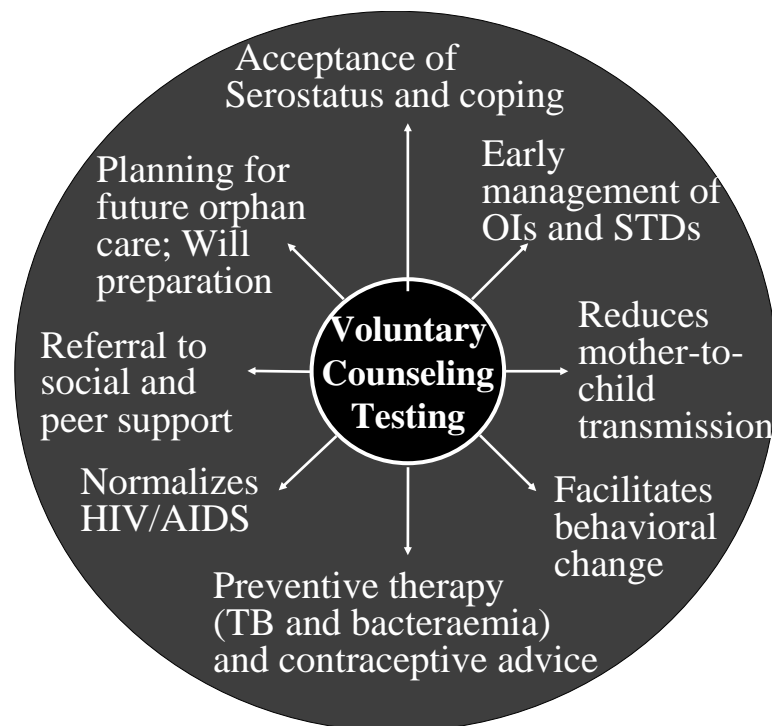 Acceptance of
Serostatus and coping
Early
management of
OIs and STDs
Planning for
future orphan
care; Will
preparation
Voluntary
Counseling
Testing
Reduces
mother-to-
child
transmission
Referral to
social and
peer support
Normalizes
HIV/AIDS
Facilitates
behavioral
change
Preventive therapy
(TB and bacteraemia)
and contraceptive advice